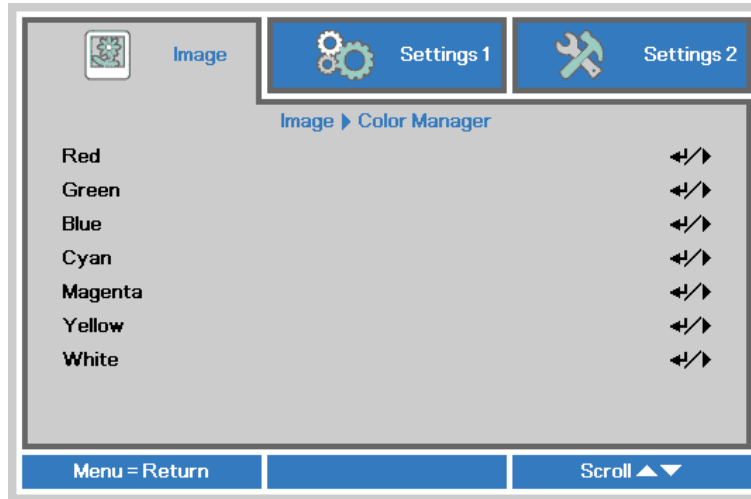 Image
Settings 1
Settings 2
Image ▶ Color Manager
Red ↵/▶
Green ↵/▶
Blue ↵/▶
Cyan ↵/▶
Magenta ↵/▶
Yellow ↵/▶
White ↵/▶
Menu = Return
Scroll ▲▼